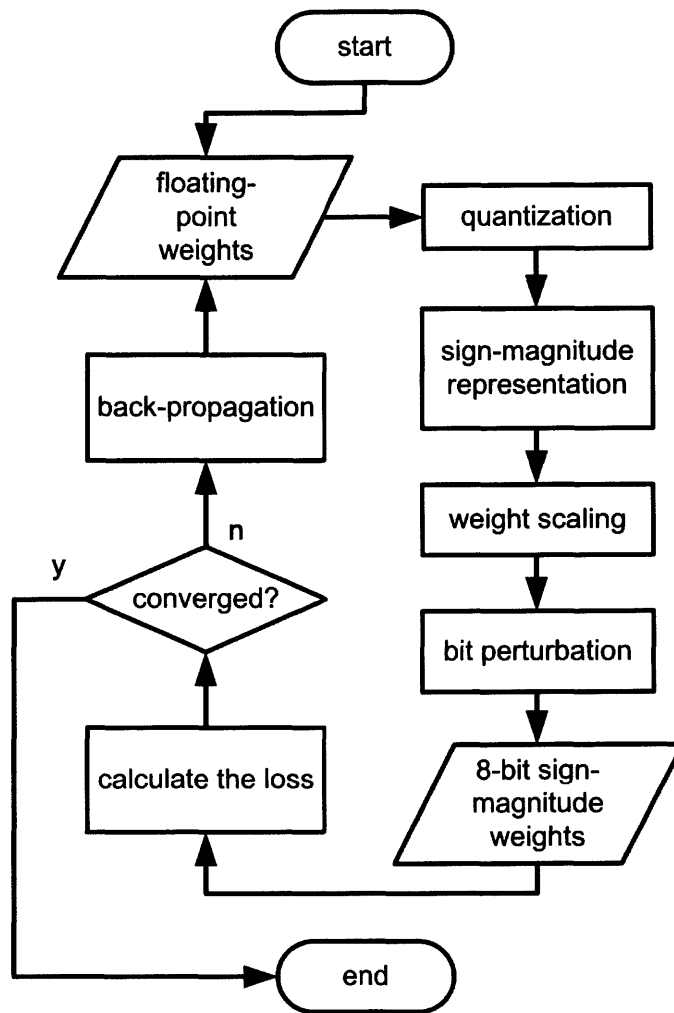 start
floating-
point
weights
quantization
sign-magnitude
representation
back-propagation
weight scaling
n
y
converged?
bit perturbation
calculate the loss
8-bit sign-
magnitude
weights
end